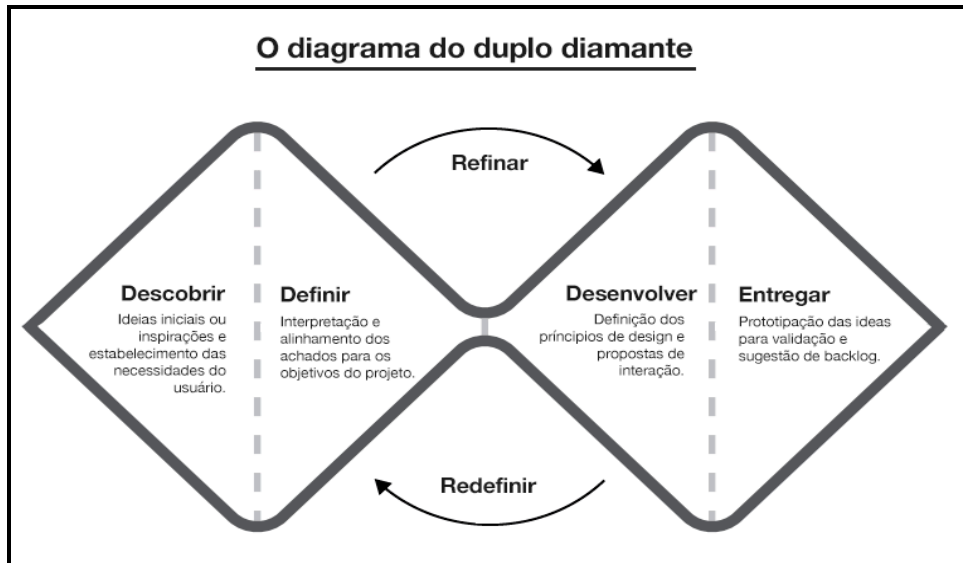 O diagrama do duplo diamante
Refinar
Descobrir
Ideias iniciais ou
inspirações e
estabelecimento das
necessidades do
usuário.
Definir
Interpretação e
alinhamento dos
achados para os
objetivos do projeto.
Desenvolver
Definição dos
príncipios de design e
propostas de
interação.
Entregar
Prototipação das ideias
para validação e
sugestão de backlog.
Redefinir